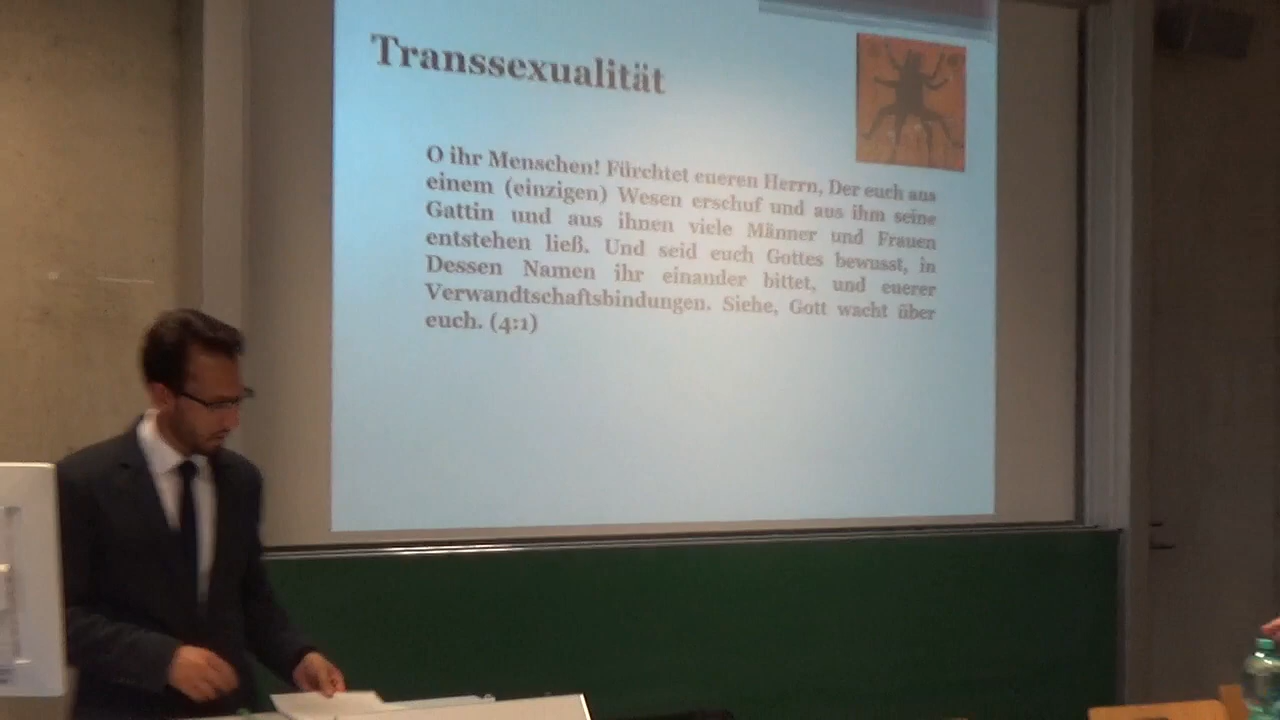 Transsexualität
O ihr Menschen! Fürchtet eueren Herrn, Der euch aus
einem (einzigen) Wesen erschuf und aus ihm seine
Gattin und aus ihnen viele Männer und Frauen
entstehen ließ. Und seid euch Gottes bewusst, in
Dessen Namen ihr einander bittet, und euerer
Verwandtschaftsbindungen. Siehe, Gott wacht über
euch. (4:1)